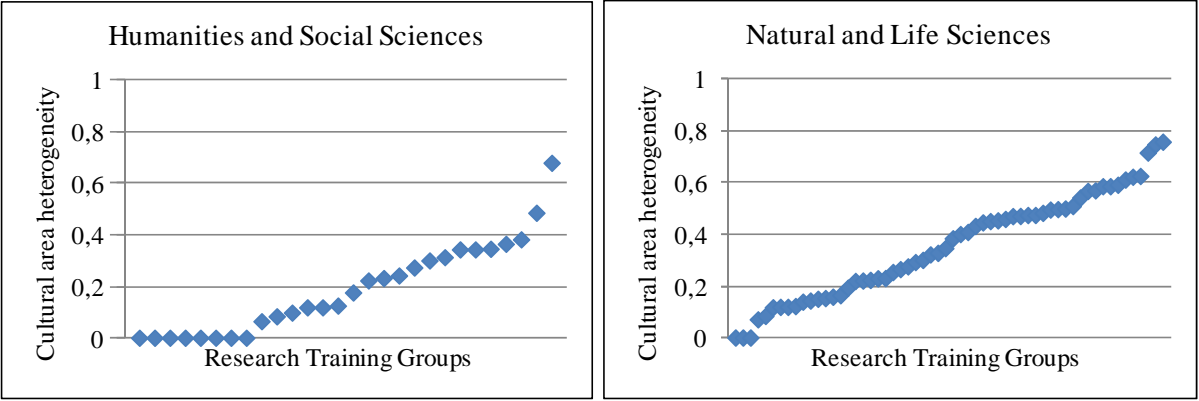 Humanities and Social Sciences
Cultural area heterogeneity
1
0,8
0,6
0,4
0,2
0
Research Training Groups
Natural and Life Sciences
Cultural area heterogeneity
1
0,8
0,6
0,4
0,2
0
Research Training Groups